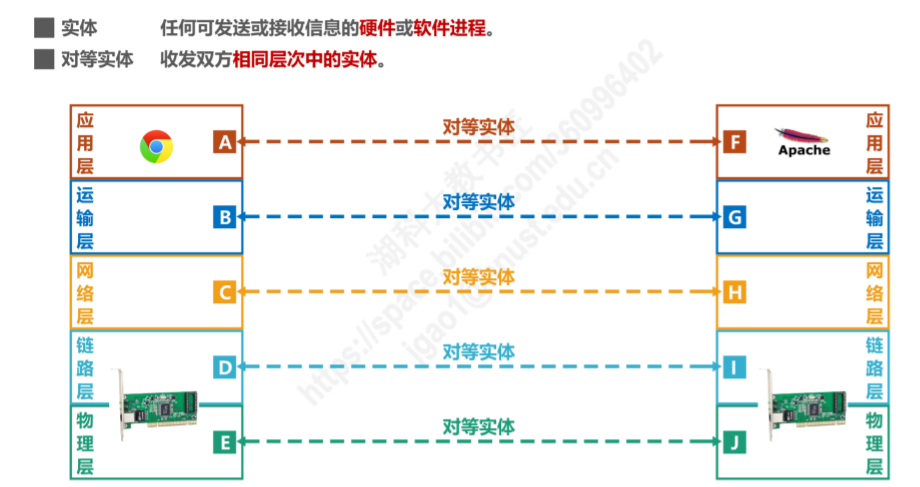 实体 任何可发送或接收信息的硬件或软件进程。
对等实体 收发双方相同层次中的实体。
应用层 A 对等实体 F Apache 应用层
运输层 B 对等实体 G 运输层
网络层 C 对等实体 H 网络层
链路层 D 对等实体 I 链路层
物理层 E 对等实体 J 物理层
湖科大教书匠
https://space.bilibili.com/360996402